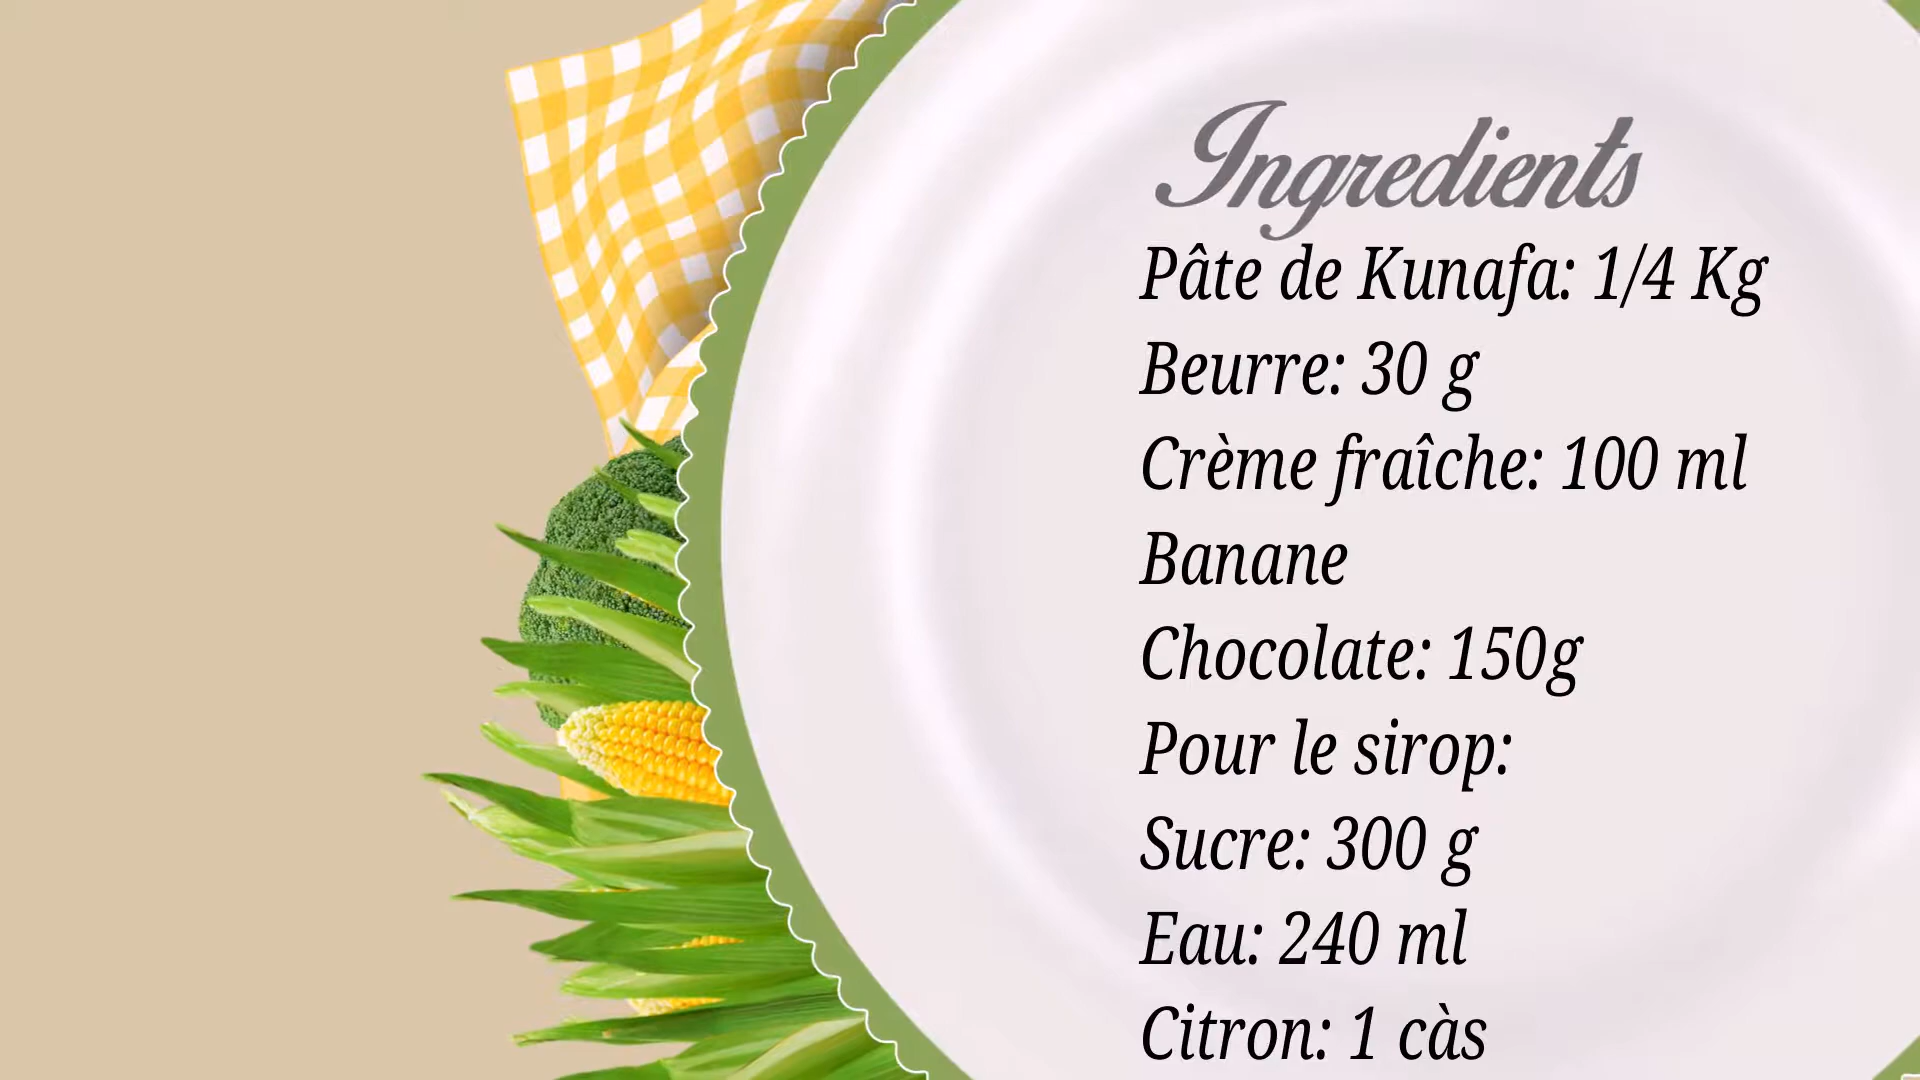 Ingredients
Pâte de Kunafa: 1/4 Kg
Beurre: 30 g
Crème fraîche: 100 ml
Banane
Chocolate: 150g
Pour le sirop:
Sucre: 300 g
Eau: 240 ml
Citron: 1 càs